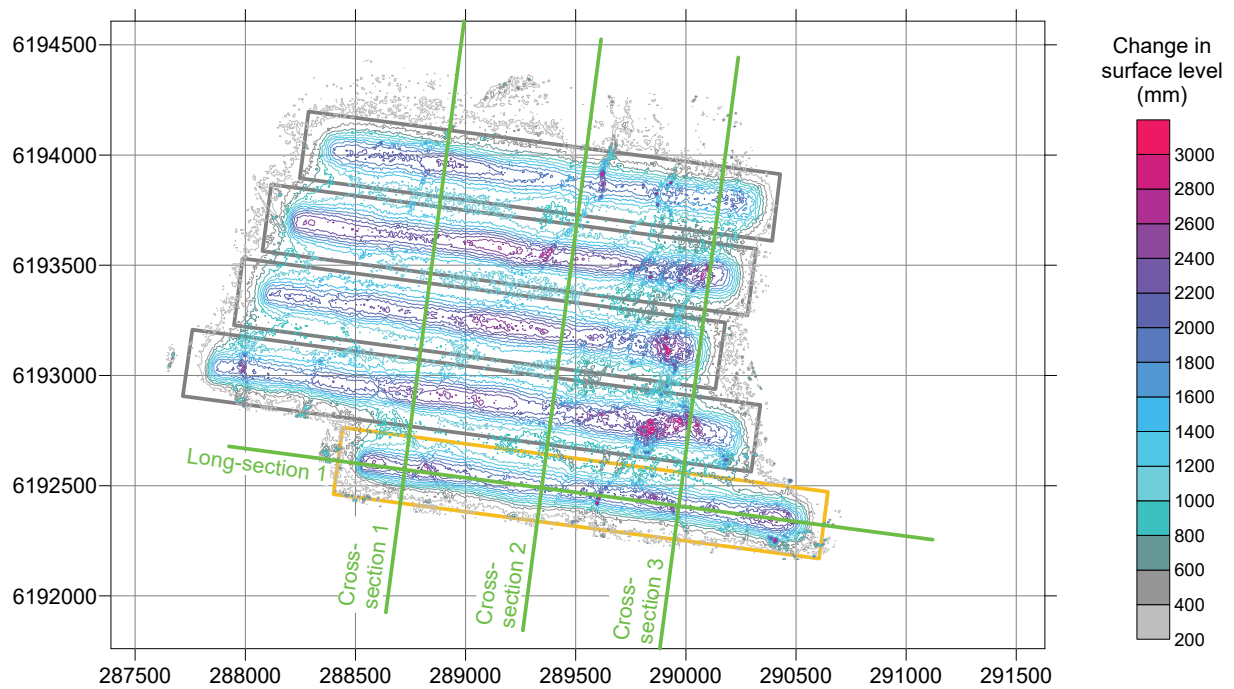 Change in
surface level
(mm)
3000
2800
2600
2400
2200
2000
1800
1600
1400
1200
1000
800
600
400
200
6194500
6194000
6193500
6193000
6192500
6192000
Long-section 1
Cross-
section 1
Cross-
section 2
Cross-
section 3
287500 288000 288500 289000 289500 290000 290500 291000 291500